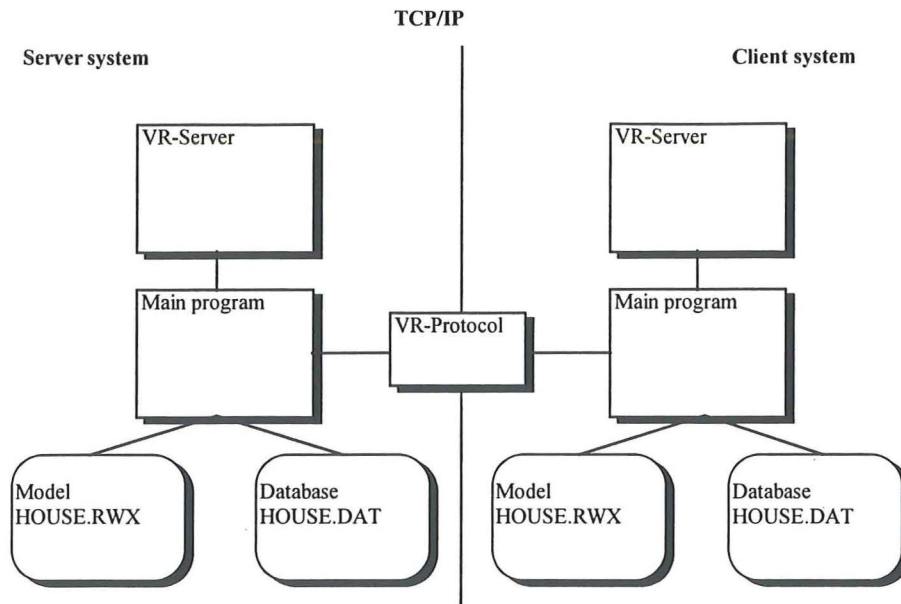 TCP/IP
Server system
Client system
VR-Server
VR-Server
Main program
Main program
VR-Protocol
Model
HOUSE.RWX
Database
HOUSE.DAT
Model
HOUSE.RWX
Database
HOUSE.DAT